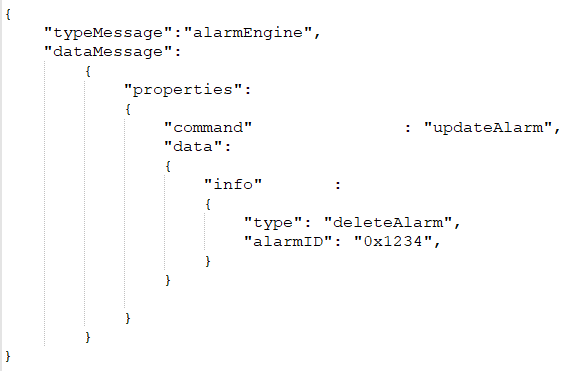 {
"typeMessage":"alarmEngine",
"dataMessage":
{
"properties":
{
"command" : "updateAlarm",
"data":
{
"info" :
{
"type": "deleteAlarm",
"alarmID": "0x1234",
}
}
}
}
}